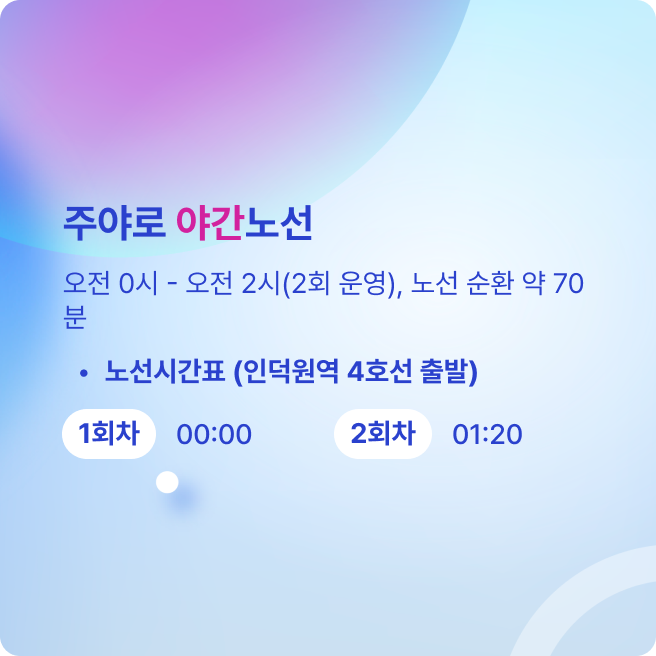 주야로 야간노선
오전 0시 - 오전 2시(2회 운영), 노선 순환 약 70
분
• 노선시간표 (인덕원역 4호선 출발)
1회차 00:00 2회차 01:20